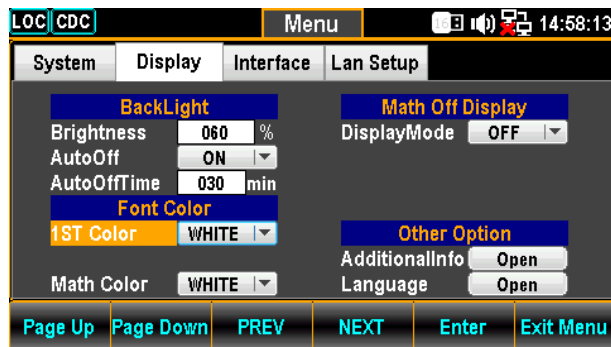 LOC CDC Menu 16B 14:58:13
System Display Interface Lan Setup
BackLight
Brightness 060 %
AutoOff ON
AutoOffTime 030 min
Font Color
1ST Color WHITE
Math Color WHITE
Math Off Display
DisplayMode OFF
Other Option
AdditionalInfo Open
Language Open
Page Up Page Down PREV NEXT Enter Exit Menu